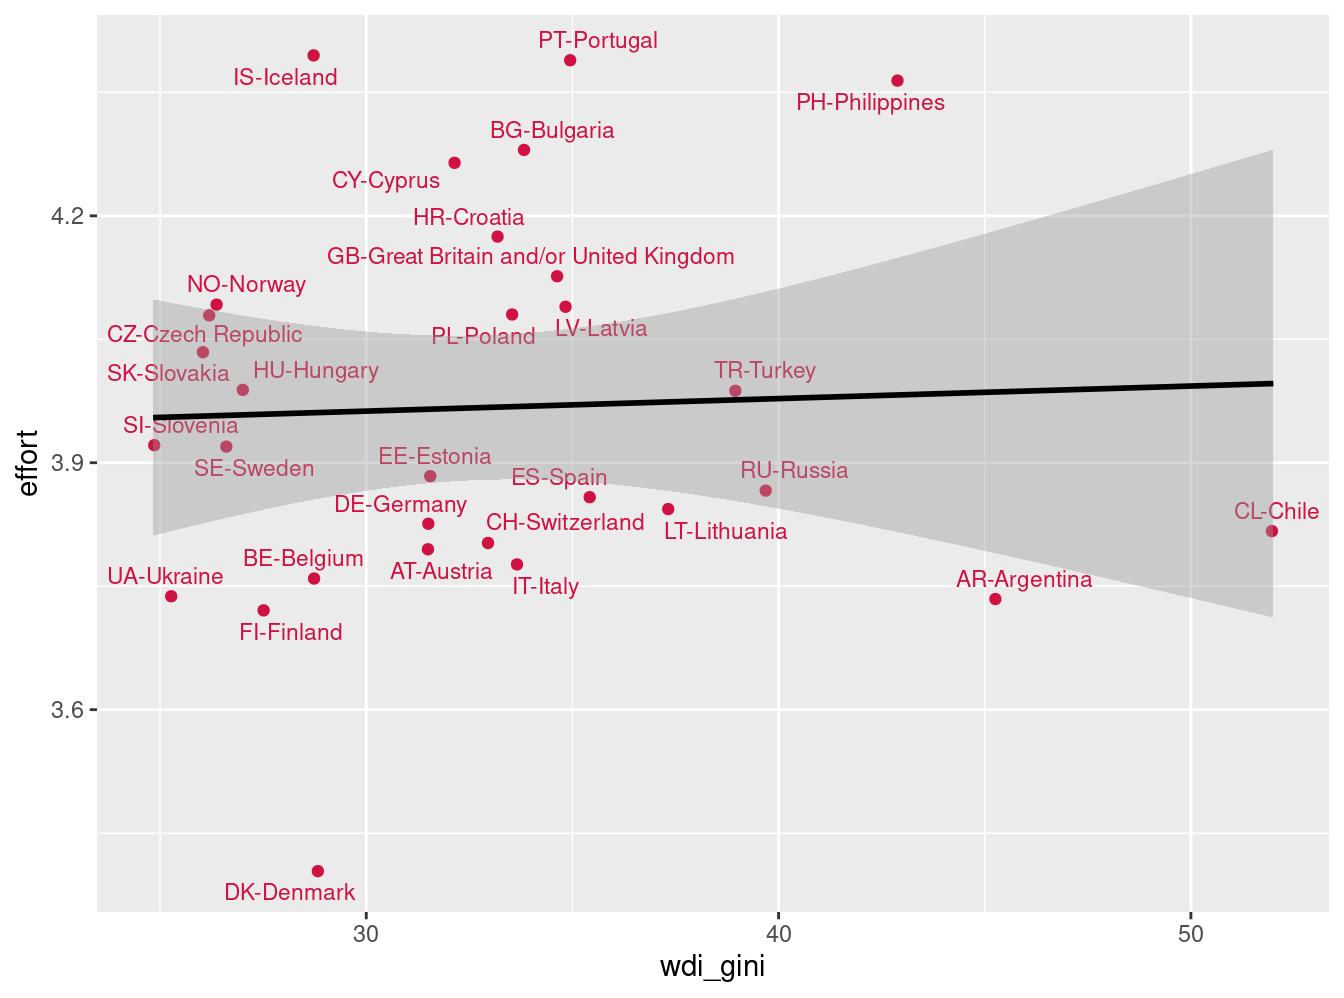 PT-Portugal
IS-Iceland
PH-Philippines
BG-Bulgaria
CY-Cyprus
4.2
HR-Croatia
GB-Great Britain and/or United Kingdom
NO-Norway
CZ-Czech Republic
PL-Poland
LV-Latvia
SK-Slovakia
HU-Hungary
TR-Turkey
SI-Slovenia
effort
3.9
SE-Sweden
EE-Estonia
ES-Spain
RU-Russia
DE-Germany
CH-Switzerland
LT-Lithuania
CL-Chile
BE-Belgium
AT-Austria
UA-Ukraine
IT-Italy
AR-Argentina
FI-Finland
3.6
DK-Denmark
30
40
50
wdi_gini